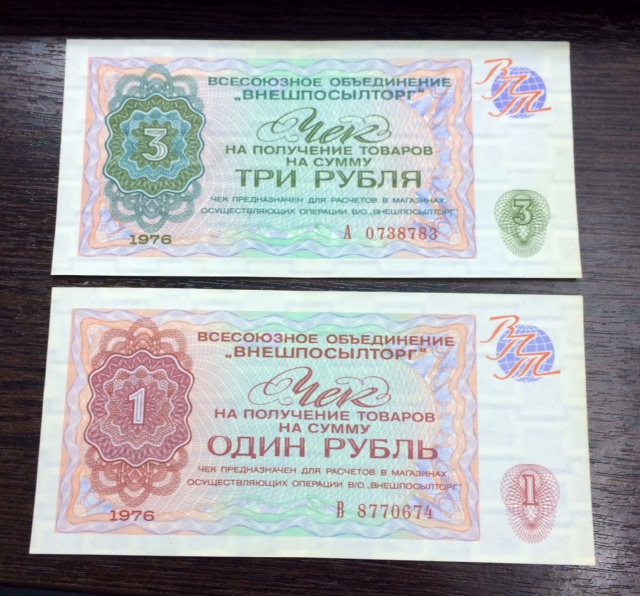 ВСЕСОЮЗНОЕ ОБЪЕДИНЕНИЕ
„ВНЕШПОСЫЛТОРГ"
ВПТ
Чек
3
НА ПОЛУЧЕНИЕ ТОВАРОВ
НА СУММУ
ТРИ РУБЛЯ
ЧЕК ПРЕДНАЗНАЧЕН ДЛЯ РАСЧЕТОВ В МАГАЗИНАХ,
ОСУЩЕСТВЛЯЮЩИХ ОПЕРАЦИИ В/О „ВНЕШПОСЫЛТОРГ"
3
1976
А 0738783
ВСЕСОЮЗНОЕ ОБЪЕДИНЕНИЕ
„ВНЕШПОСЫЛТОРГ"
ВПТ
Чек
1
НА ПОЛУЧЕНИЕ ТОВАРОВ
НА СУММУ
ОДИН РУБЛЬ
ЧЕК ПРЕДНАЗНАЧЕН ДЛЯ РАСЧЕТОВ В МАГАЗИНАХ,
ОСУЩЕСТВЛЯЮЩИХ ОПЕРАЦИИ В/О „ВНЕШПОСЫЛТОРГ"
1
1976
В 8770674